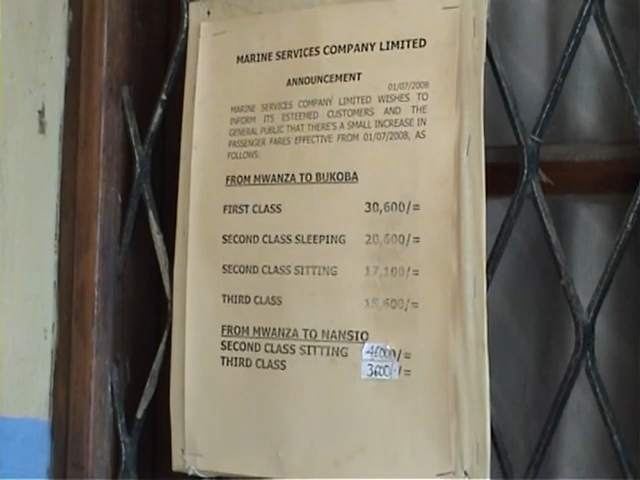 MARINE SERVICES COMPANY LIMITED
ANNOUNCEMENT
01/07/2008
MARINE SERVICES COMPANY LIMITED WISHES TO
INFORM ITS ESTEEMED CUSTOMERS AND THE
GENERAL PUBLIC THAT THERE'S A SMALL INCREASE IN
PASSENGER FARES EFFECTIVE FROM 01/07/2008, AS
FOLLOWS:
FROM MWANZA TO BUKOBA
FIRST CLASS 30,600/=
SECOND CLASS SLEEPING 20,600/=
SECOND CLASS SITTING 17,100/=
THIRD CLASS 15,600/=
FROM MWANZA TO NANSIO
SECOND CLASS SITTING /=
THIRD CLASS /=